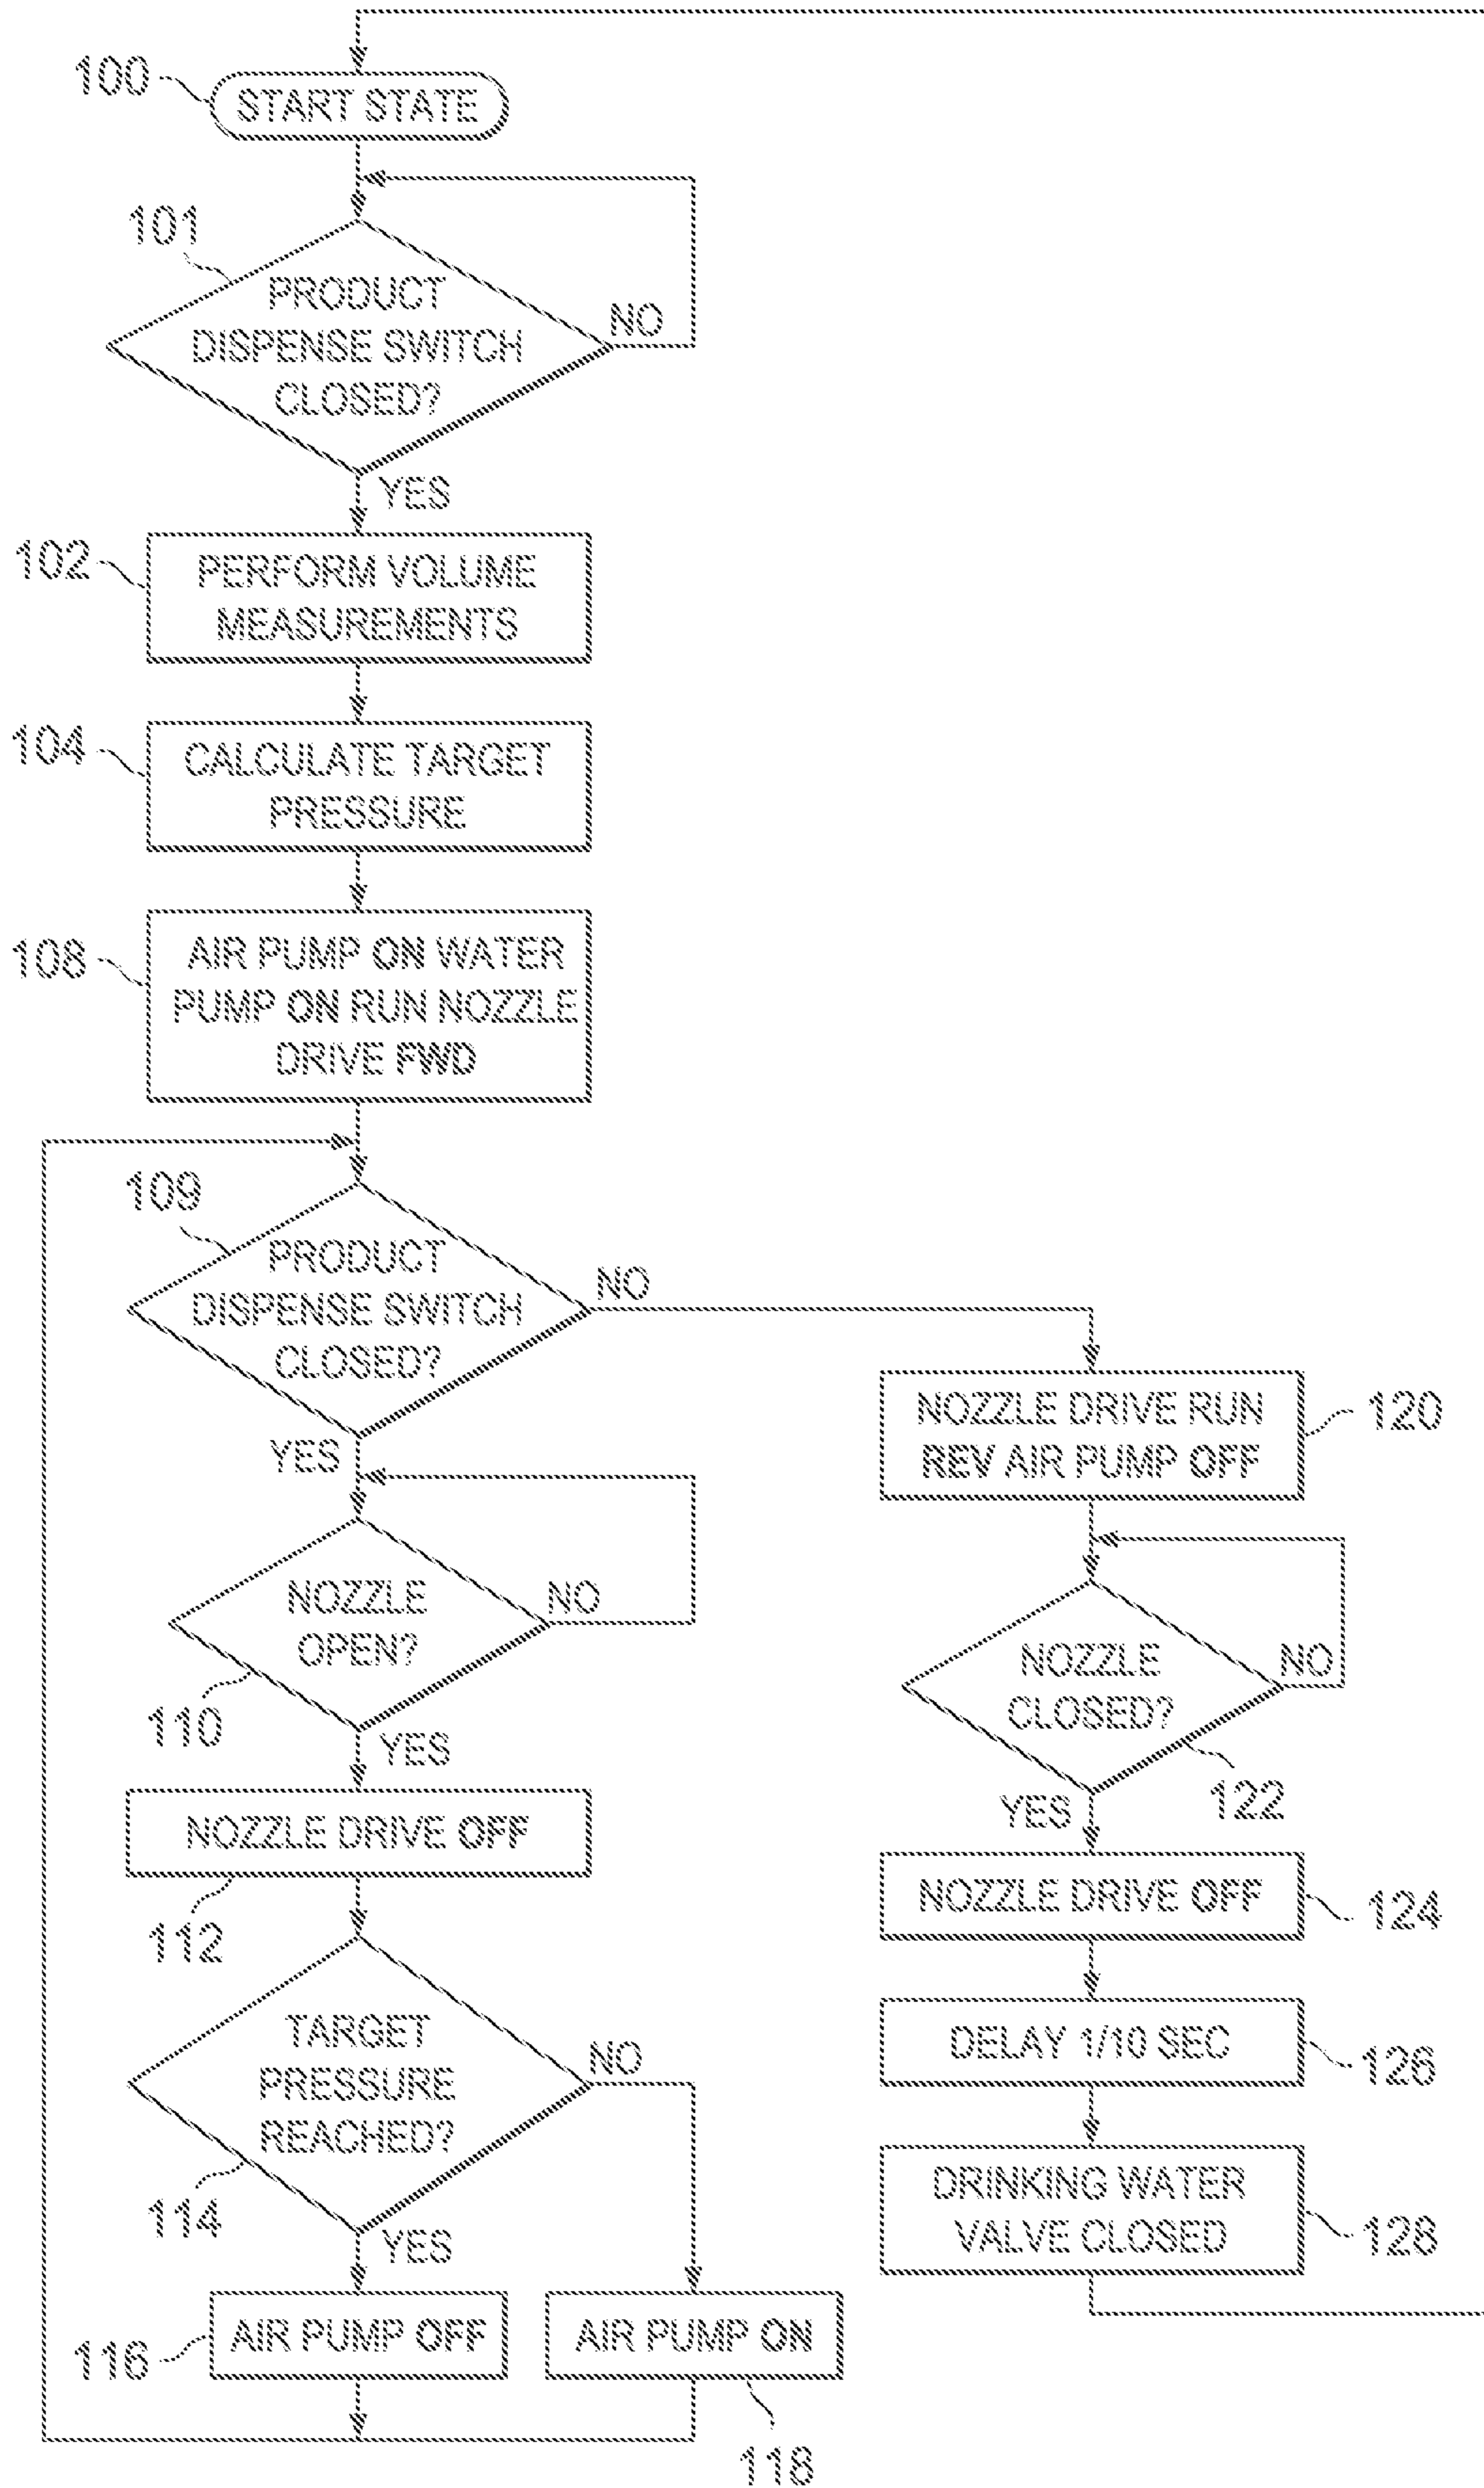 100
START STATE
101
PRODUCT
DISPENSE SWITCH
CLOSED?
NO
YES
102
PERFORM VOLUME
MEASUREMENTS
104
CALCULATE TARGET
PRESSURE
108
AIR PUMP ON WATER
PUMP ON RUN NOZZLE
DRIVE FWD
109
PRODUCT
DISPENSE SWITCH
CLOSED?
NO
YES
NOZZLE
OPEN?
NO
110
YES
NOZZLE DRIVE OFF
112
TARGET
PRESSURE
REACHED?
NO
114
YES
116
AIR PUMP OFF
AIR PUMP ON
118
NOZZLE DRIVE RUN
REV AIR PUMP OFF
120
NOZZLE
CLOSED?
NO
122
YES
NOZZLE DRIVE OFF
124
DELAY 1/10 SEC
126
DRINKING WATER
VALVE CLOSED
128